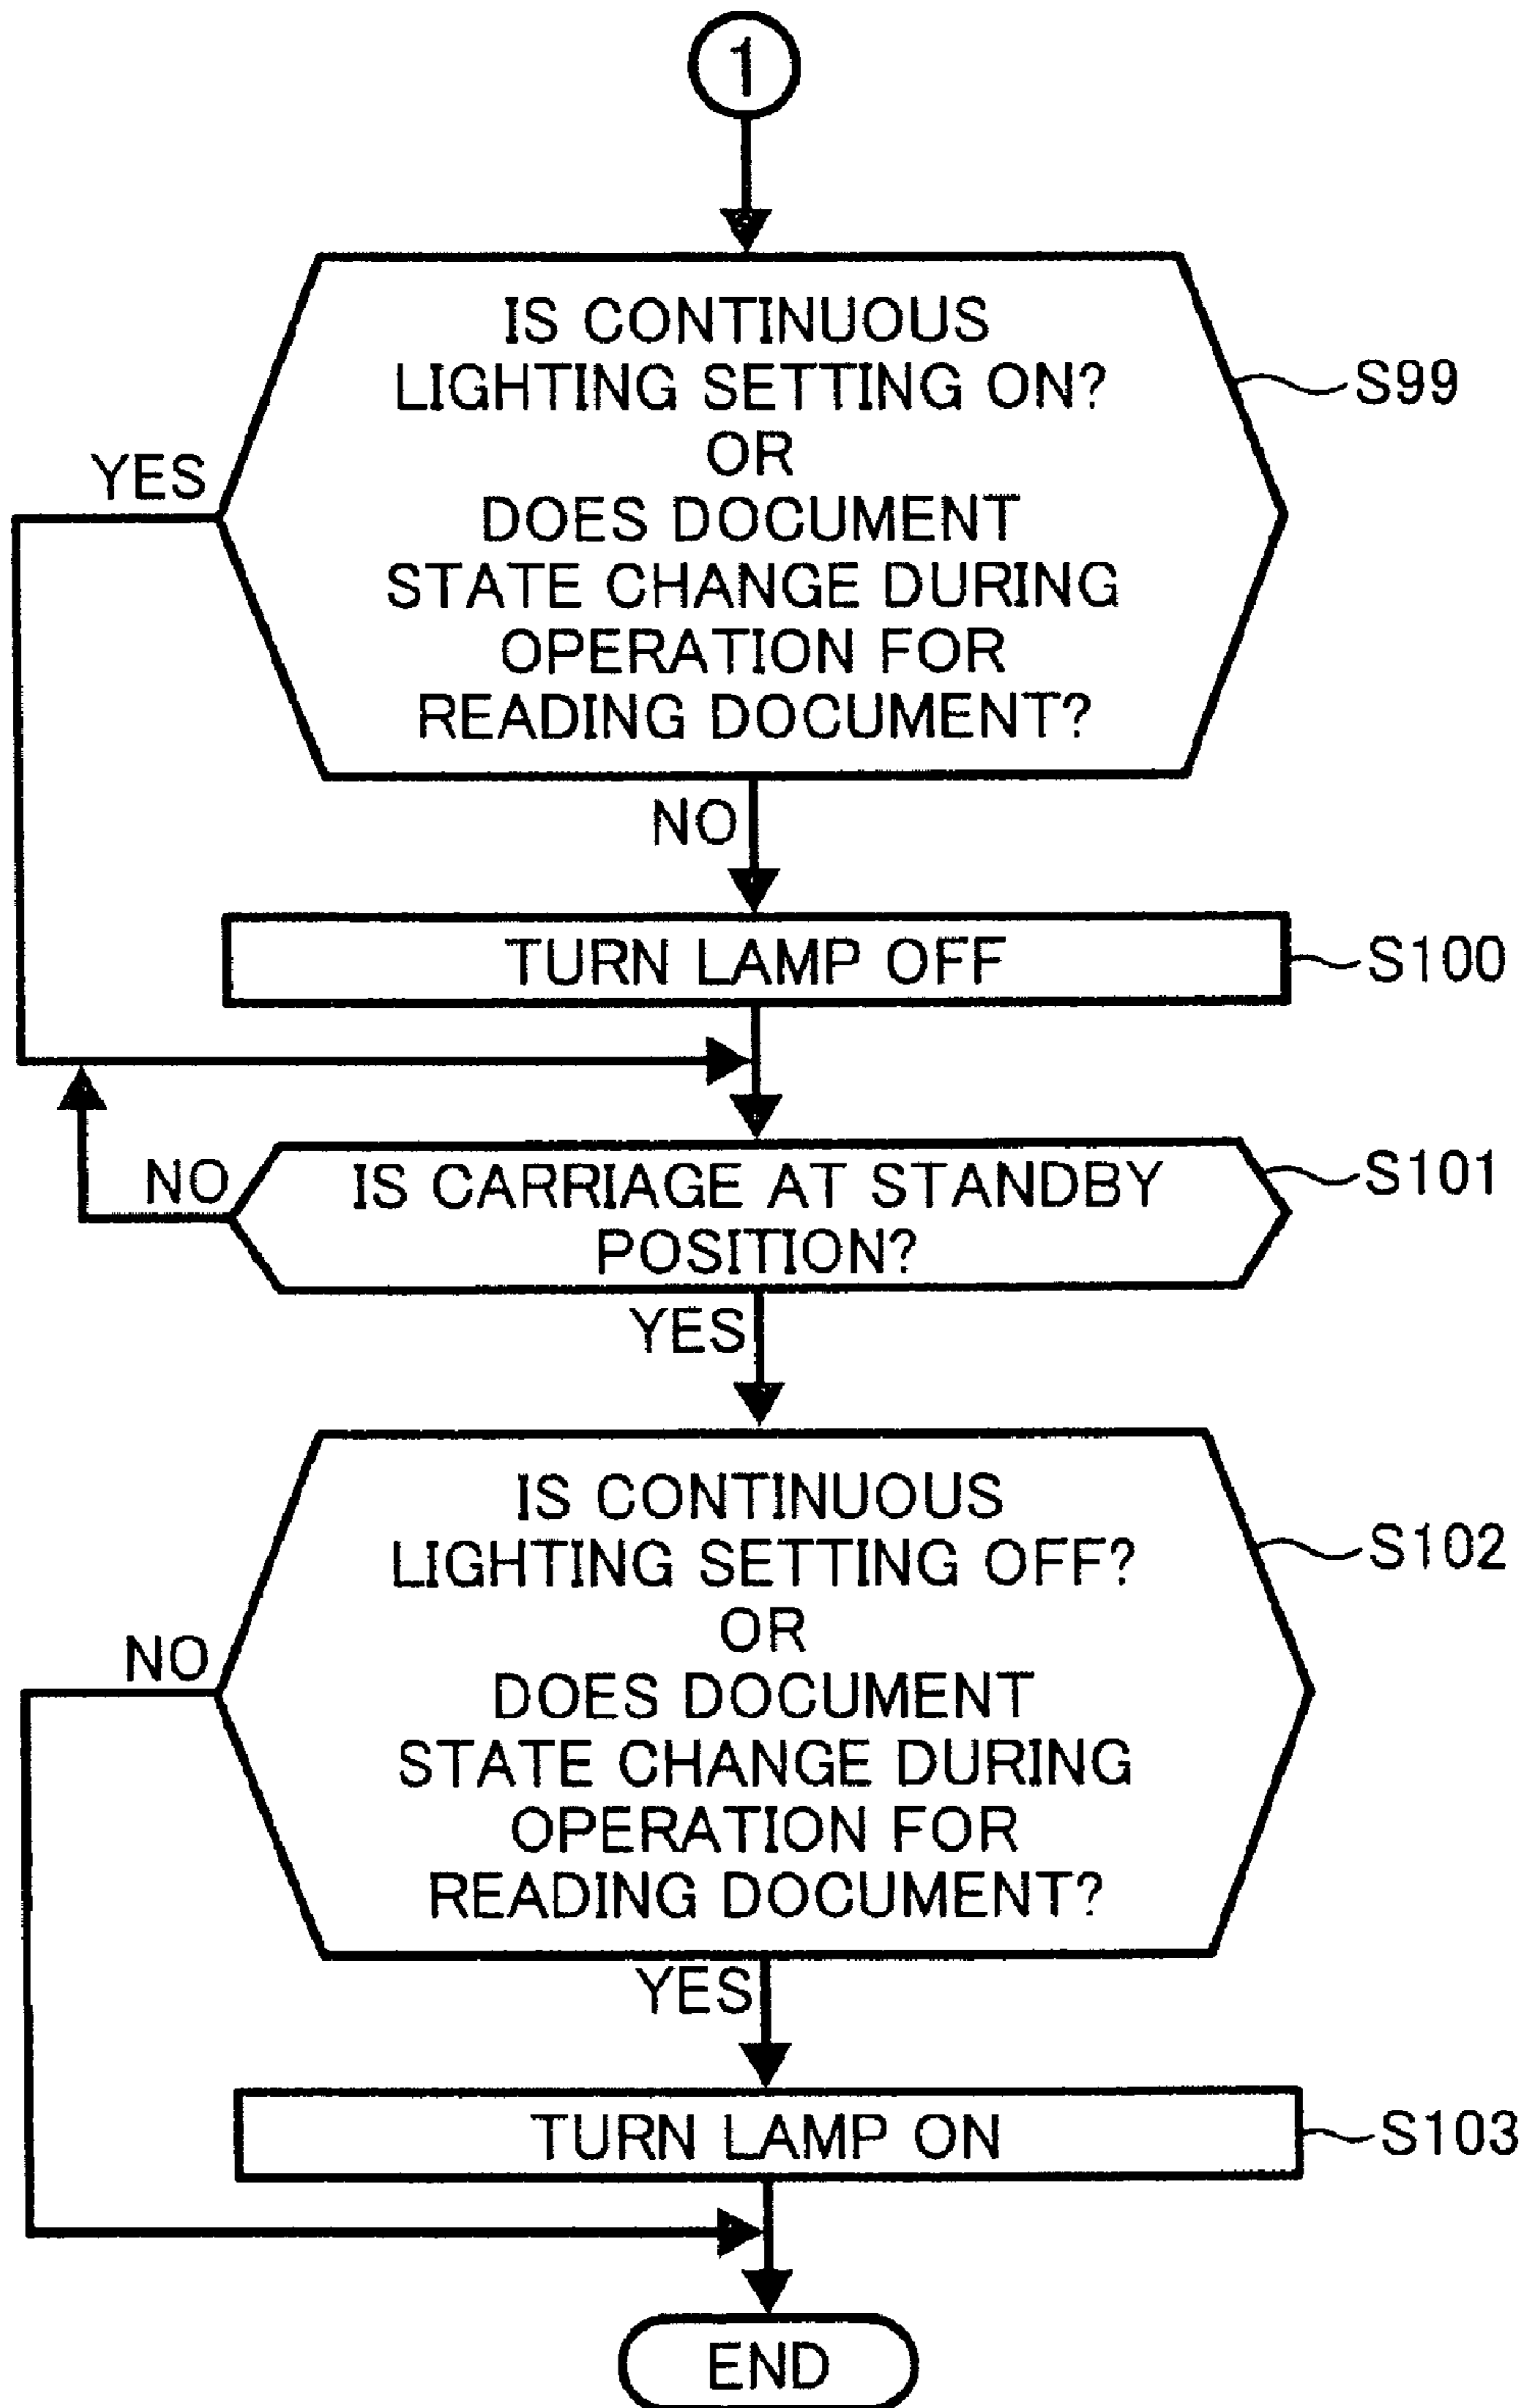 1
IS CONTINUOUS
LIGHTING SETTING ON?
OR
DOES DOCUMENT
STATE CHANGE DURING
OPERATION FOR
READING DOCUMENT?
S99
YES
NO
TURN LAMP OFF
S100
IS CARRIAGE AT STANDBY
POSITION?
S101
NO
YES
IS CONTINUOUS
LIGHTING SETTING OFF?
OR
DOES DOCUMENT
STATE CHANGE DURING
OPERATION FOR
READING DOCUMENT?
S102
NO
YES
TURN LAMP ON
S103
END